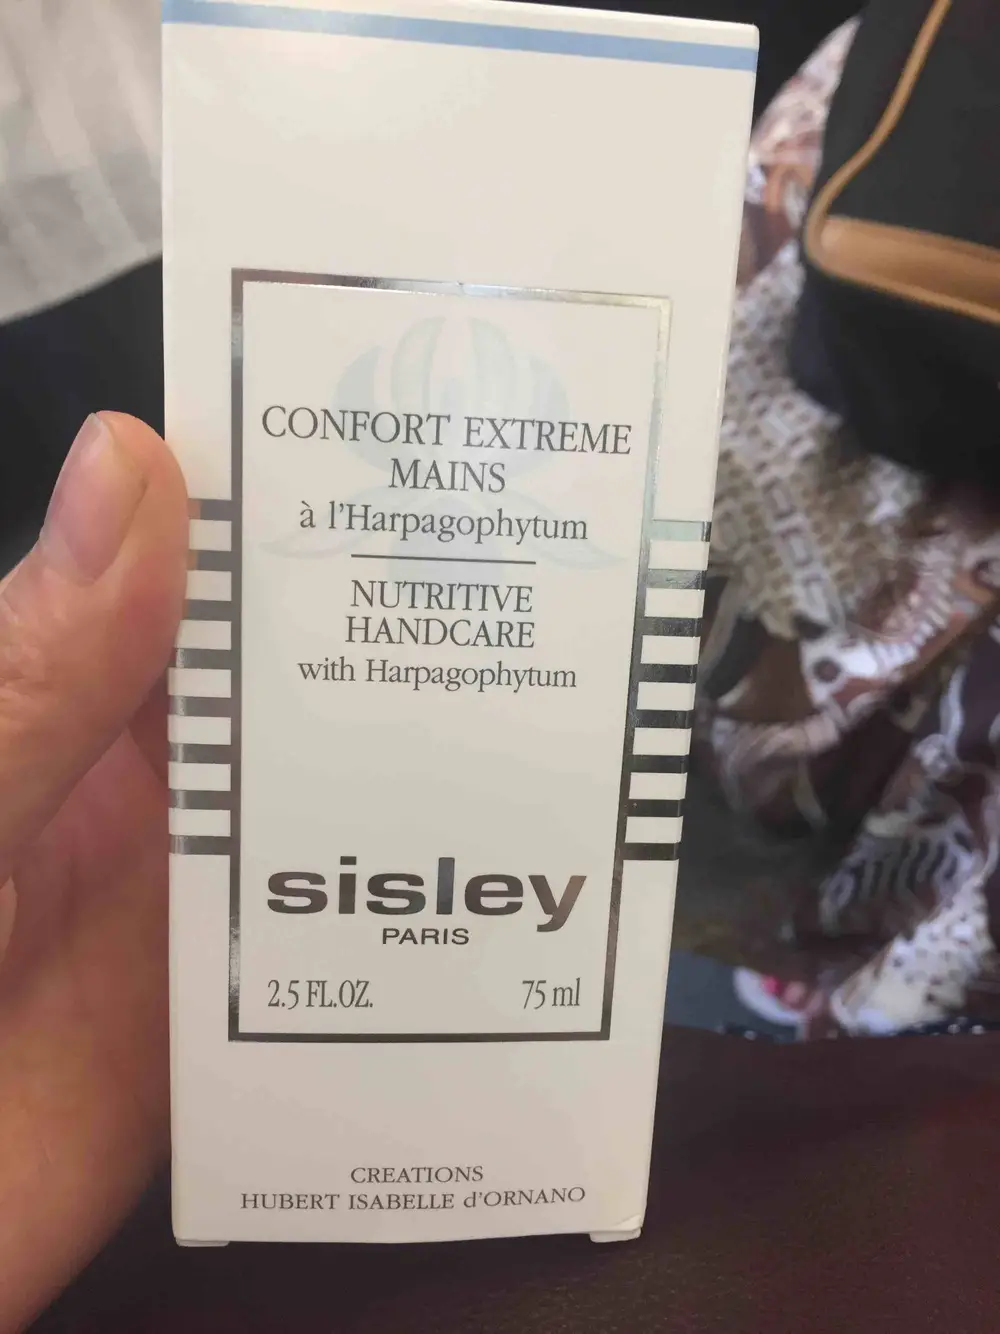 CONFORT EXTREME
MAINS
à l'Harpagophytum
NUTRITIVE
HANDCARE
with Harpagophytum
sisley
PARIS
2.5 FL.OZ. 75 ml
CREATIONS
HUBERT ISABELLE d'ORNANO